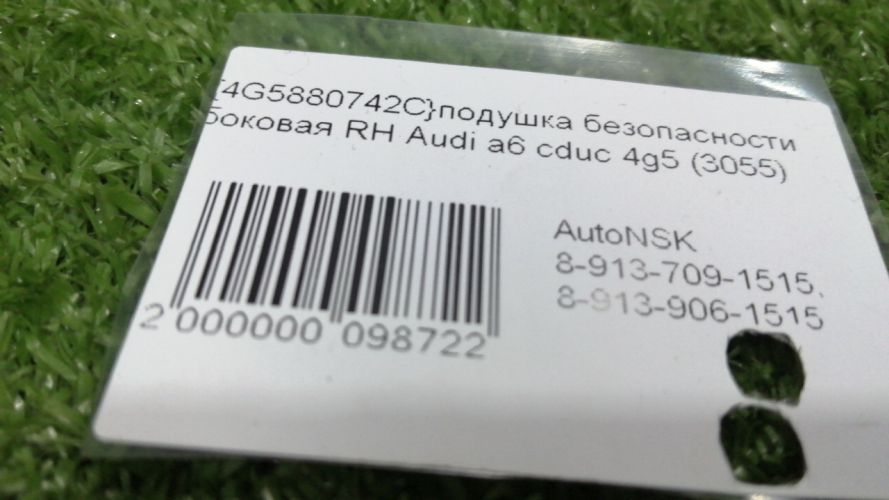 {4G5880742C}подушка безопасности
боковая RH Audi a6 cduc 4g5 (3055)
AutoNSK
8-913-709-1515,
8-913-906-1515
2 000000 098722